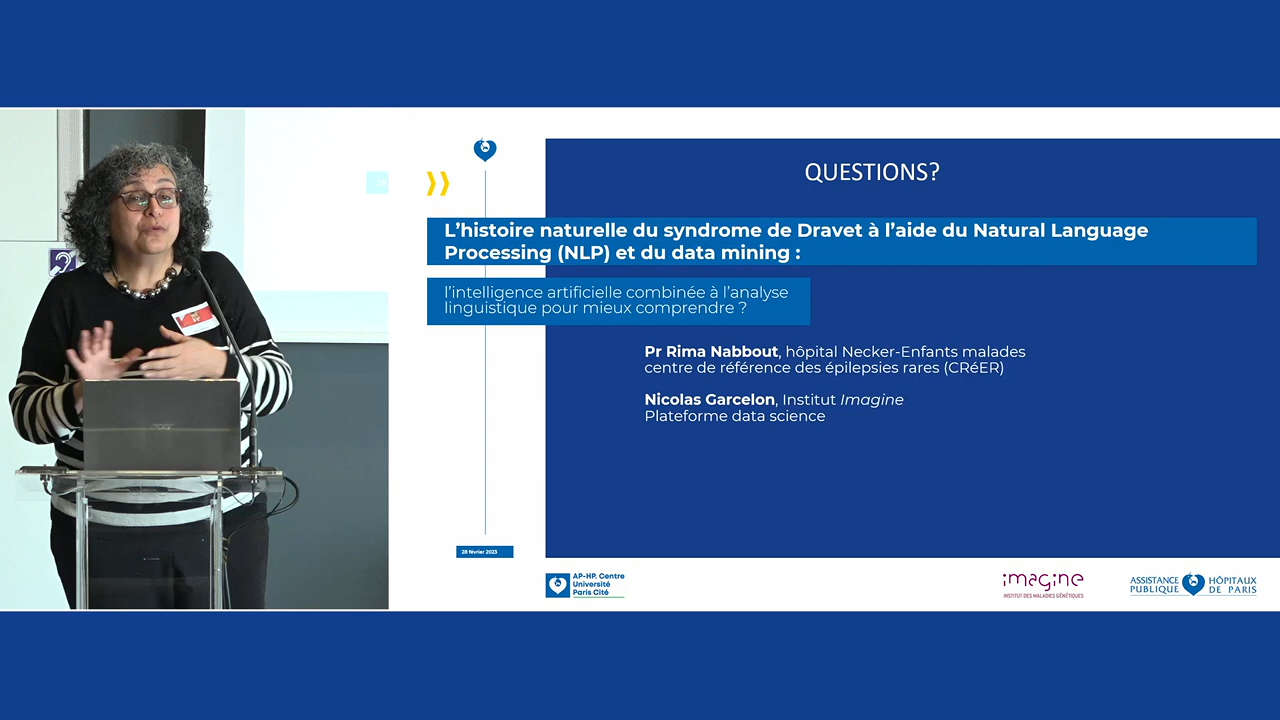 QUESTIONS?
L’histoire naturelle du syndrome de Dravet à l’aide du Natural Language
Processing (NLP) et du data mining :
l’intelligence artificielle combinée à l’analyse
linguistique pour mieux comprendre ?
Pr Rima Nabbout, hôpital Necker-Enfants malades
centre de référence des épilepsies rares (CRéER)
Nicolas Garcelon, Institut Imagine
Plateforme data science
28 février 2023
AP-HP. Centre
Université
Paris Cité
imagine
INSTITUT DES MALADIES GÉNÉTIQUES
ASSISTANCE
PUBLIQUE
HÔPITAUX
DE PARIS
acer